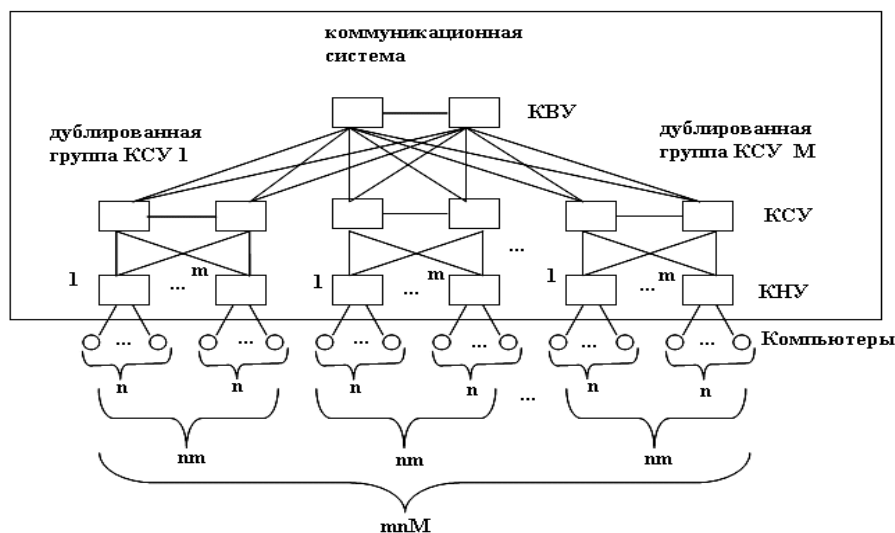 коммуникационная
система
КВУ
дублированная
группа КСУ 1
дублированная
группа КСУ М
КСУ
...
1 ... m 1 ... m 1 ... m КНУ
... ... ... ... ... ... Компьютеры
n n n n n n
...
nm nm nm
mnM